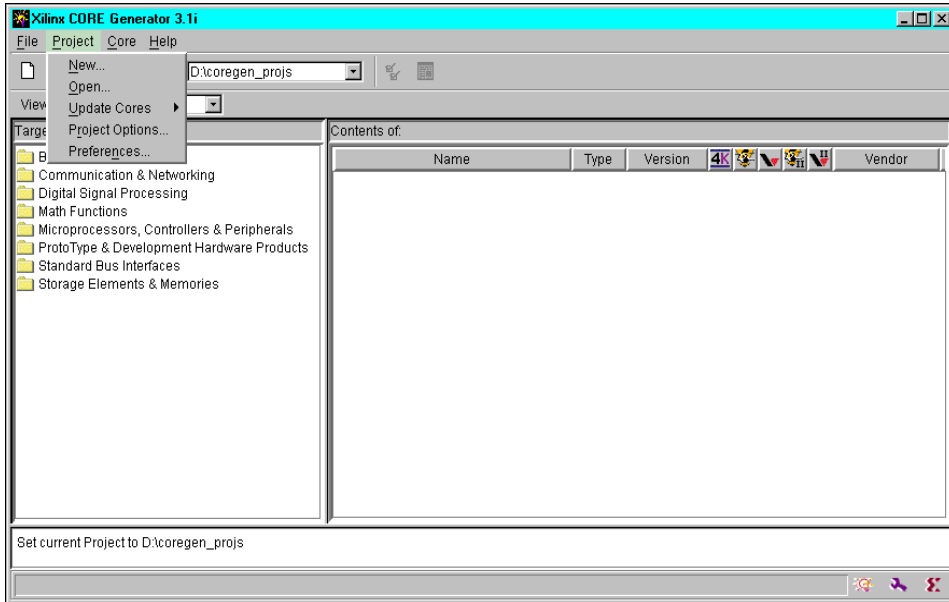 Xilinx CORE Generator 3.1i
File Project Core Help
New...
Open...
Update Cores
Project Options...
Preferences...
D:\coregen_projs
View
Targe
Contents of:
B
Communication & Networking
Digital Signal Processing
Math Functions
Microprocessors, Controllers & Peripherals
ProtoType & Development Hardware Products
Standard Bus Interfaces
Storage Elements & Memories
Name Type Version 4K II II Vendor
Set current Project to D:\coregen_projs